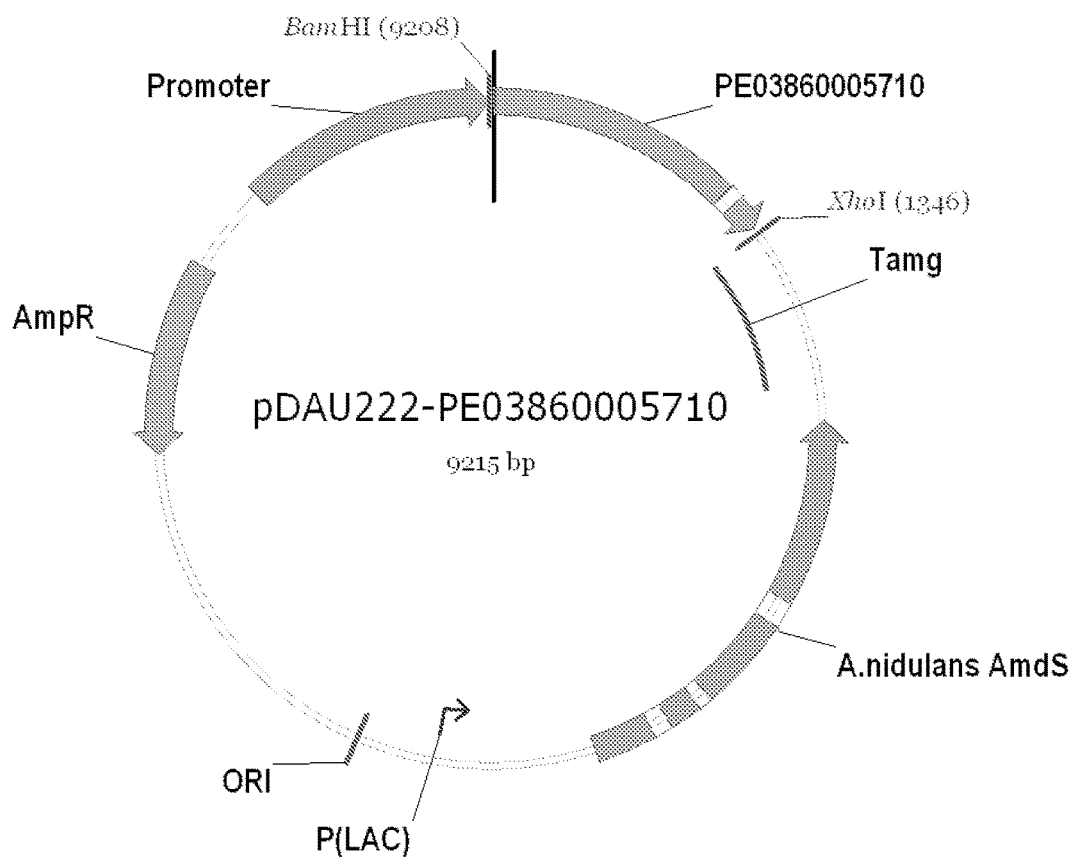 BamHI (9208)
Promoter
PE03860005710
XhoI (1346)
Tamg
AmpR
pDAU222-PE03860005710
9215 bp
A.nidulans AmdS
ORI
P(LAC)